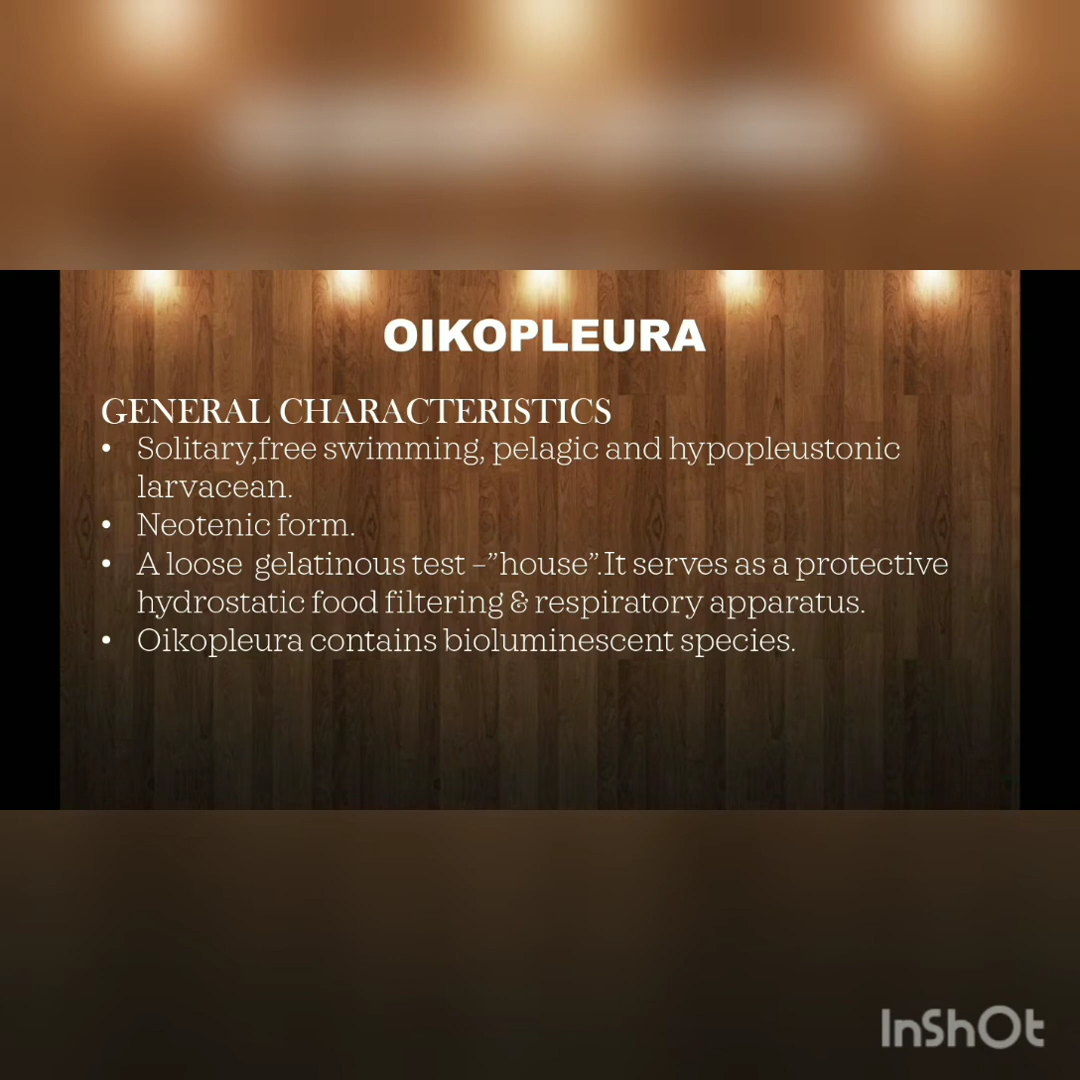 OIKOPLEURA
GENERAL CHARACTERISTICS
• Solitary,free swimming, pelagic and hypopleustonic
larvacean.
• Neotenic form.
• A loose gelatinous test –”house”.It serves as a protective
hydrostatic food filtering & respiratory apparatus.
• Oikopleura contains bioluminescent species.
InShOt